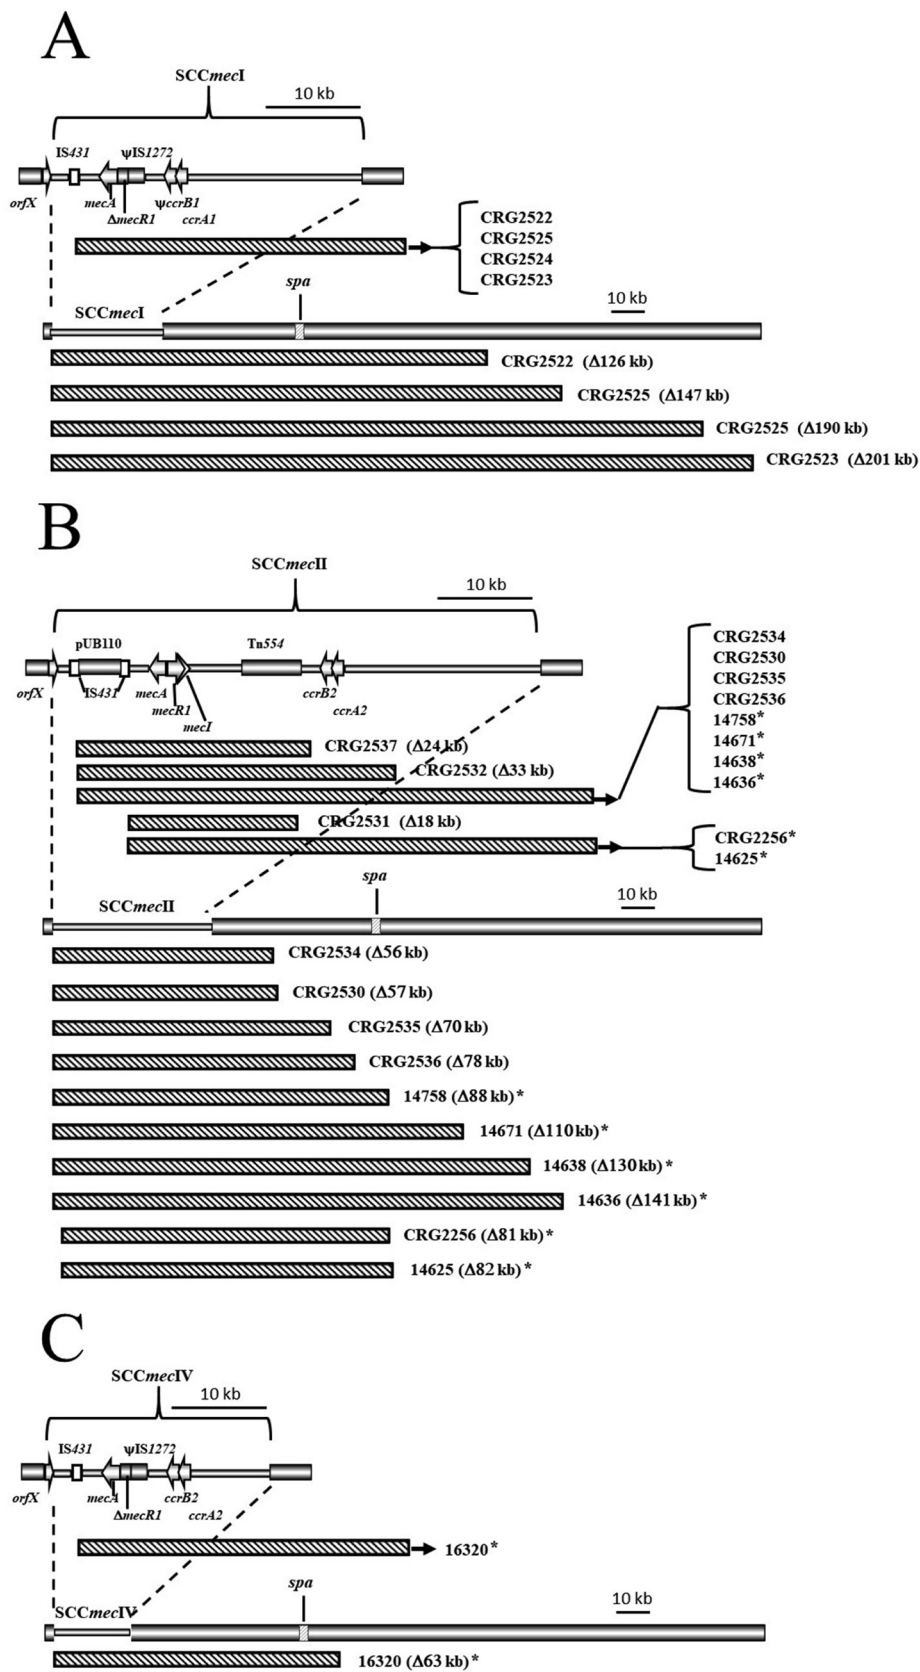 A
SCCmecI
10 kb
IS431
ψIS1272
orfX
mecA
ΔmecR1
ψccrB1
ccrA1
CRG2522
CRG2525
CRG2524
CRG2523
spa
10 kb
SCCmecI
CRG2522 (Δ126 kb)
CRG2525 (Δ147 kb)
CRG2525 (Δ190 kb)
CRG2523 (Δ201 kb)
B
SCCmecII
10 kb
pUB110
Tn554
orfX
IS431
mecA
mecR1
mecI
ccrB2
ccrA2
CRG2534
CRG2530
CRG2535
CRG2536
14758*
14671*
14638*
14636*
CRG2537 (Δ24 kb)
CRG2532 (Δ33 kb)
CRG2531 (Δ18 kb)
CRG2256*
14625*
spa
10 kb
SCCmecII
CRG2534 (Δ56 kb)
CRG2530 (Δ57 kb)
CRG2535 (Δ70 kb)
CRG2536 (Δ78 kb)
14758 (Δ88 kb)*
14671 (Δ110 kb)*
14638 (Δ130 kb)*
14636 (Δ141 kb)*
CRG2256 (Δ81 kb)*
14625 (Δ82 kb)*
C
SCCmecIV
10 kb
IS431
ψIS1272
orfX
mecA
ΔmecR1
ccrB2
ccrA2
16320*
spa
10 kb
SCCmecIV
16320 (Δ63 kb)*